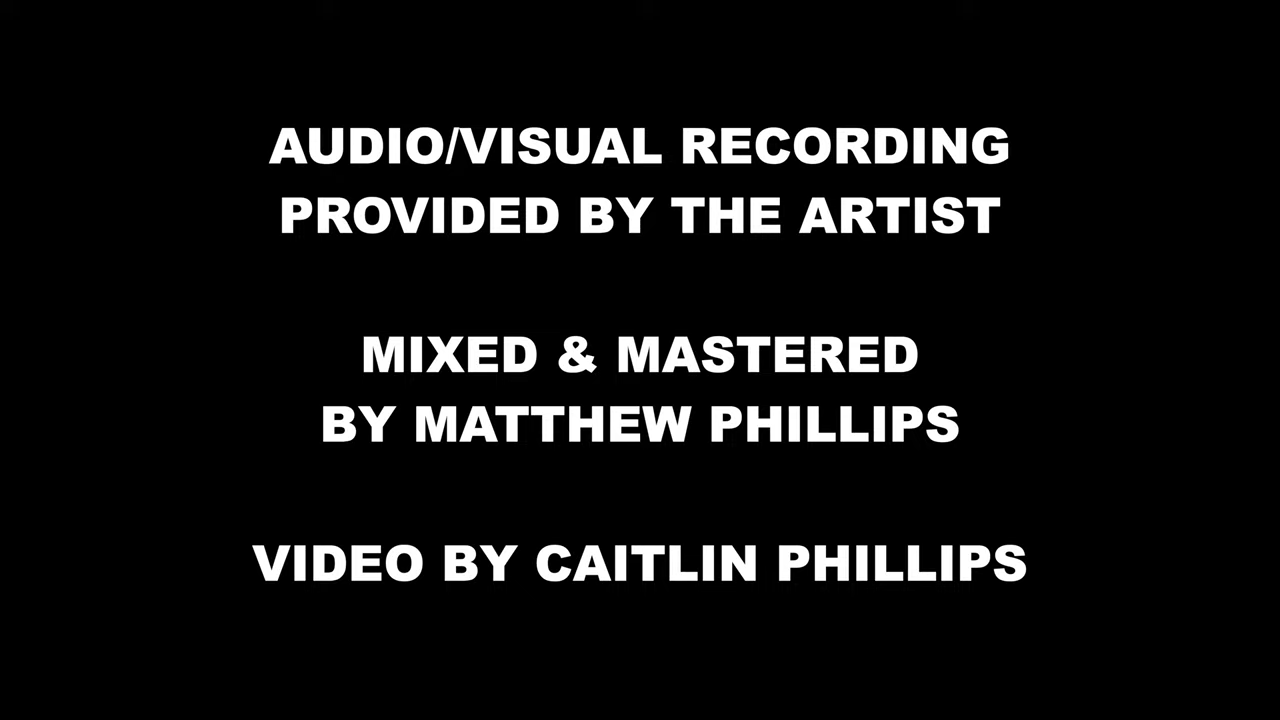 AUDIO/VISUAL RECORDING
PROVIDED BY THE ARTIST
MIXED & MASTERED
BY MATTHEW PHILLIPS
VIDEO BY CAITLIN PHILLIPS